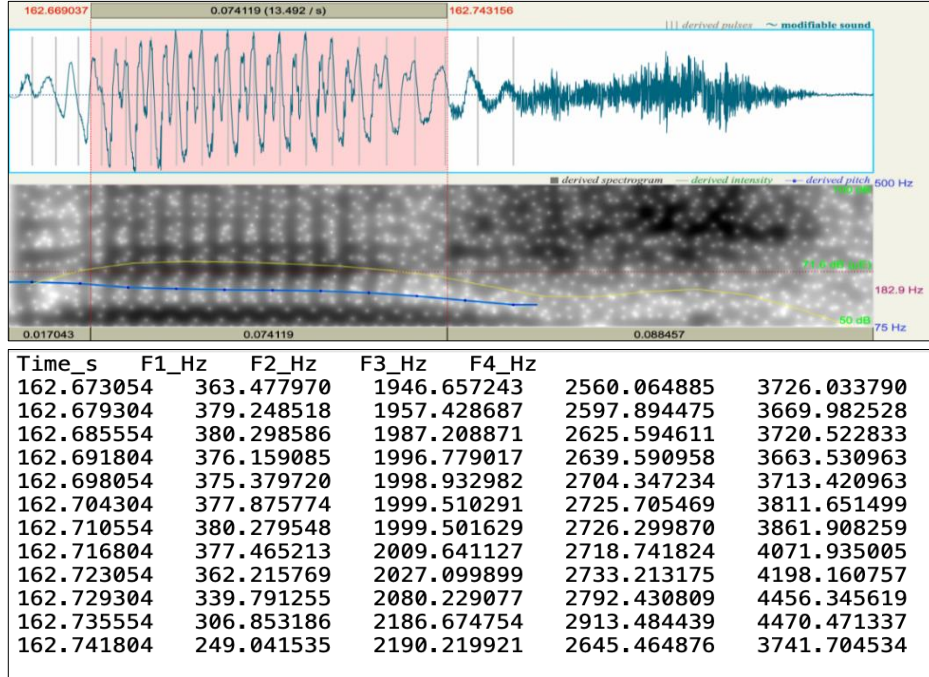 162.669037 0.074119 (13.492 / s) 162.743156
derived pulses modifiable sound
derived spectrogram derived intensity derived pitch 500 Hz
182.9 Hz
50 dB 75 Hz
0.017043 0.074119 0.088457
Time_s F1_Hz F2_Hz F3_Hz F4_Hz
162.673054 363.477970 1946.657243 2560.064885 3726.033790
162.679304 379.248518 1957.428687 2597.894475 3669.982528
162.685554 380.298586 1987.208871 2625.594611 3720.522833
162.691804 376.159085 1996.779017 2639.590958 3663.530963
162.698054 375.379720 1998.932982 2704.347234 3713.420963
162.704304 377.875774 1999.510291 2725.705469 3811.651499
162.710554 380.279548 1999.501629 2726.299870 3861.908259
162.716804 377.465213 2009.641127 2718.741824 4071.935005
162.723054 362.215769 2027.099899 2733.213175 4198.160757
162.729304 339.791255 2080.229077 2792.430809 4456.345619
162.735554 306.853186 2186.674754 2913.484439 4470.471337
162.741804 249.041535 2190.219921 2645.464876 3741.704534